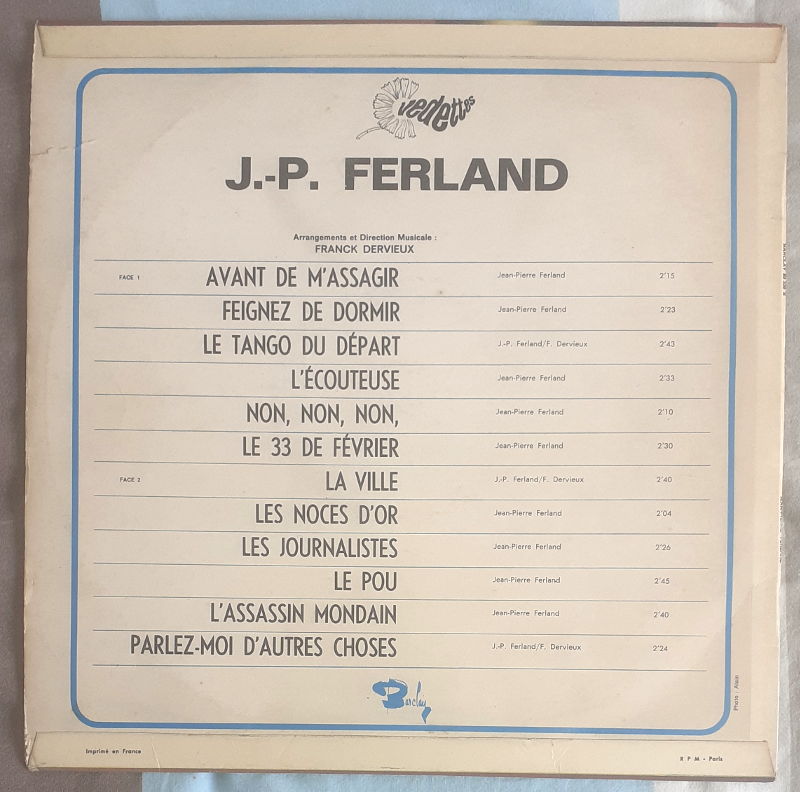 vedettes
J.-P. FERLAND
Arrangements et Direction Musicale :
FRANCK DERVIEUX
FACE 1 AVANT DE M'ASSAGIR Jean-Pierre Ferland 2'15
FEIGNEZ DE DORMIR Jean-Pierre Ferland 2'23
LE TANGO DU DÉPART J.-P. Ferland/F. Dervieux 2'43
L'ÉCOUTEUSE Jean-Pierre Ferland 2'33
NON, NON, NON, Jean-Pierre Ferland 2'10
LE 33 DE FÉVRIER Jean-Pierre Ferland 2'30
FACE 2 LA VILLE J.-P. Ferland/F. Dervieux 2'40
LES NOCES D'OR Jean-Pierre Ferland 2'04
LES JOURNALISTES Jean-Pierre Ferland 2'26
LE POU Jean-Pierre Ferland 2'45
L'ASSASSIN MONDAIN Jean-Pierre Ferland 2'40
PARLEZ-MOI D'AUTRES CHOSES J.-P. Ferland/F. Dervieux 2'24
Barclay
Photo : Alain
Imprimé en France
R P M - Paris